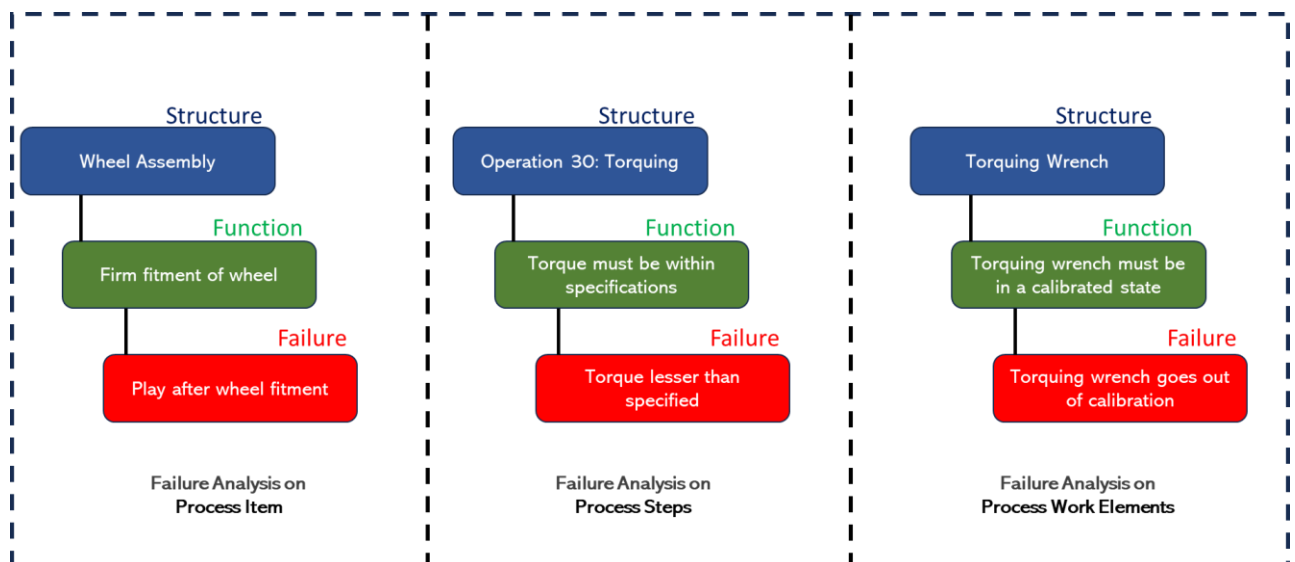 Structure
Wheel Assembly
Function
Firm fitment of wheel
Failure
Play after wheel fitment
Failure Analysis on
Process Item
Structure
Operation 30: Torquing
Function
Torque must be within
specifications
Failure
Torque lesser than
specified
Failure Analysis on
Process Steps
Structure
Torquing Wrench
Function
Torquing wrench must be
in a calibrated state
Failure
Torquing wrench goes out
of calibration
Failure Analysis on
Process Work Elements